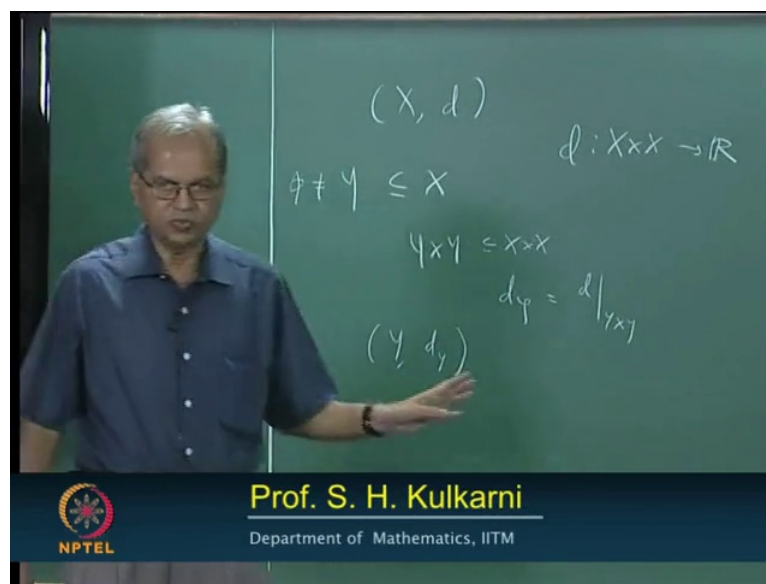 (X, d)
d : X×X → ℝ
φ ≠ Y ⊆ X
Y×Y ⊆ X×X
d_Y = d|_{Y×Y}
(Y, d_Y)
Prof. S. H. Kulkarni
Department of Mathematics, IITM
NPTEL